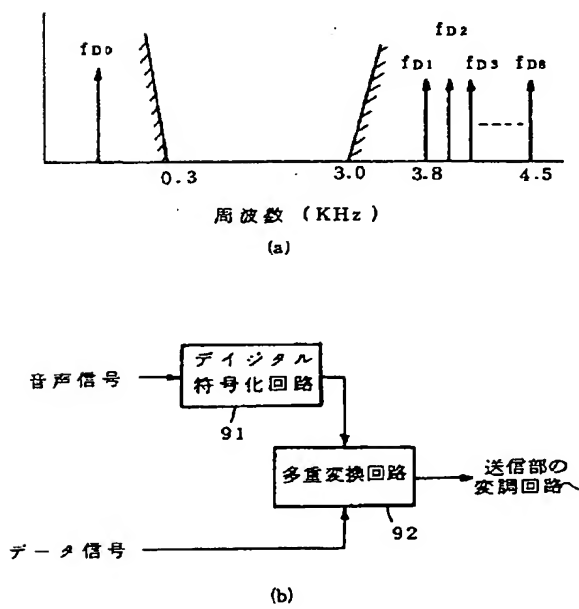 fD2
fD0 fD1 fD3 fD8
0.3 3.0 3.8 4.5
周波数 (KHz)
(a)
音声信号
デイジタル
符号化回路
91
多重変換回路
送信部の
変調回路へ
92
データ信号
(b)